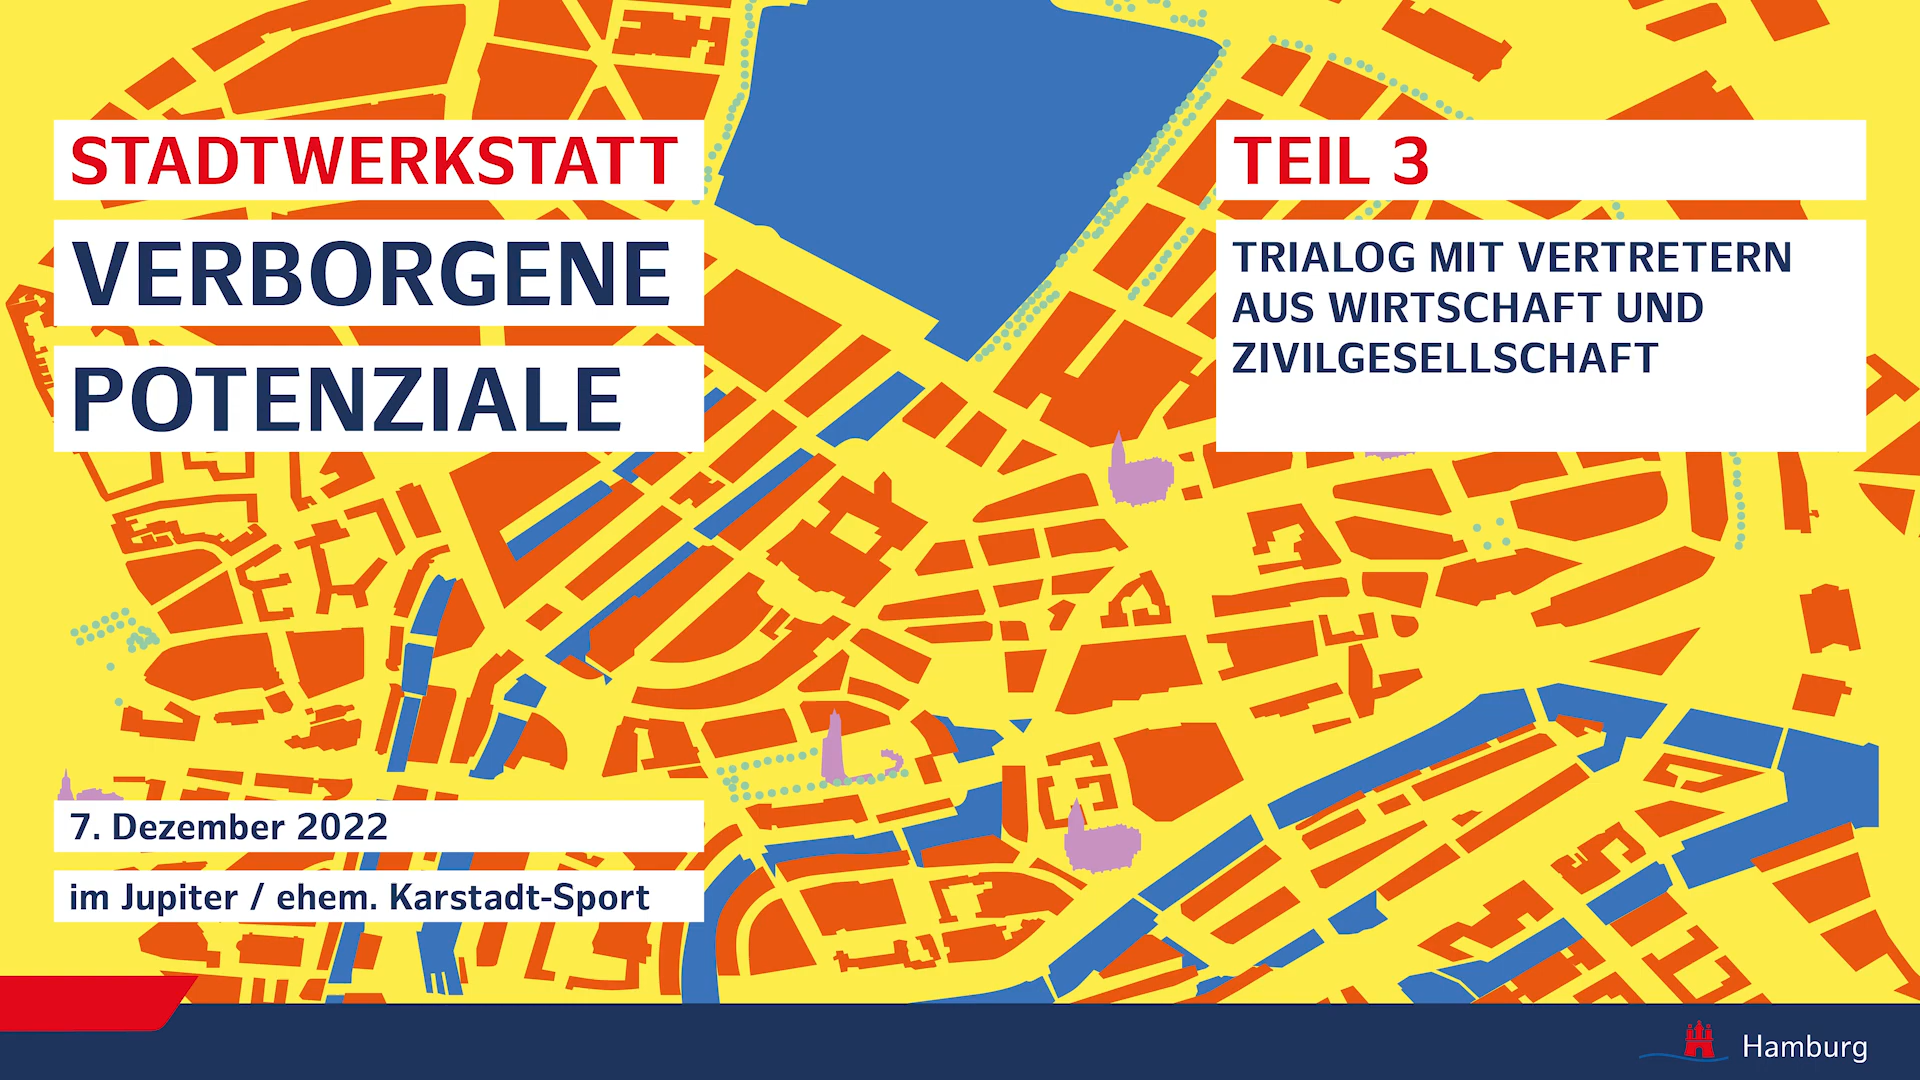 STADTWERKSTATT
VERBORGENE
POTENZIALE
TEIL 3
TRIALOG MIT VERTRETERN
AUS WIRTSCHAFT UND
ZIVILGESELLSCHAFT
7. Dezember 2022
im Jupiter / ehem. Karstadt-Sport
Hamburg